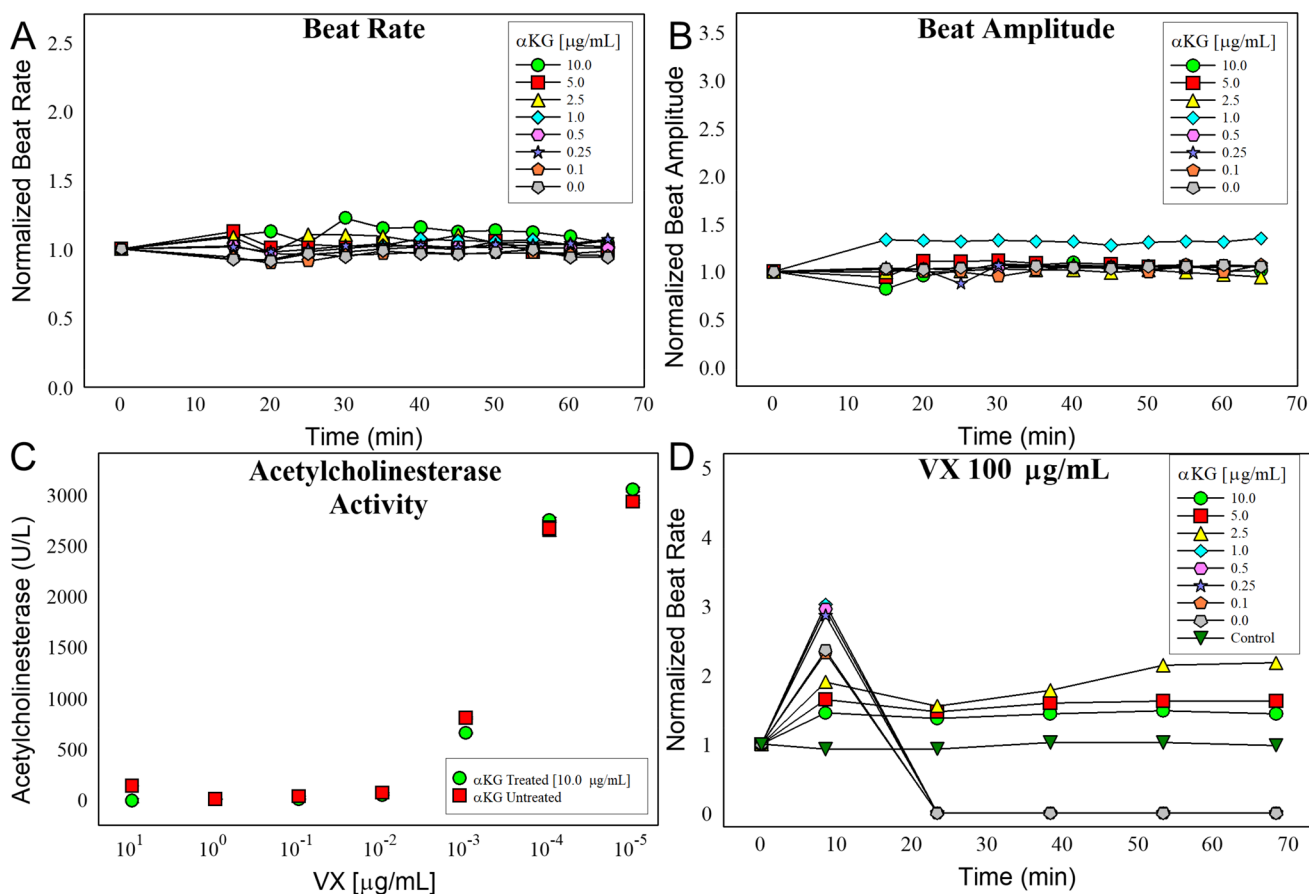 A
Beat Rate
Normalized Beat Rate
2.5
2.0
1.5
1.0
0.5
0.0
αKG [μg/mL]
10.0
5.0
2.5
1.0
0.5
0.25
0.1
0.0
0 10 20 30 40 50 60 70
Time (min)
B
Beat Amplitude
Normalized Beat Amplitude
3.5
3.0
2.5
2.0
1.5
1.0
0.5
0.0
αKG [μg/mL]
10.0
5.0
2.5
1.0
0.5
0.25
0.1
0.0
0 10 20 30 40 50 60 70
Time (min)
C
Acetylcholinesterase
Activity
Acetylcholinesterase (U/L)
3000
2500
2000
1500
1000
500
0
αKG Treated [10.0 μg/mL]
αKG Untreated
10¹ 10⁰ 10⁻¹ 10⁻² 10⁻³ 10⁻⁴ 10⁻⁵
VX [μg/mL]
D
VX 100 μg/mL
Normalized Beat Rate
5
4
3
2
1
0
αKG [μg/mL]
10.0
5.0
2.5
1.0
0.5
0.25
0.1
0.0
Control
0 10 20 30 40 50 60 70
Time (min)